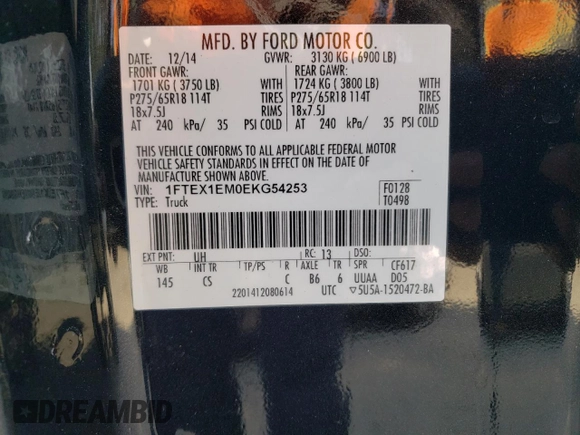 MFD. BY FORD MOTOR CO.
DATE: 12/14 GVWR: 3130 KG ( 6900 LB)
FRONT GAWR: REAR GAWR:
1701 KG ( 3750 LB) WITH 1724 KG ( 3800 LB) WITH
P275/65R18 114T TIRES P275/65R18 114T TIRES
18x7.5J RIMS 18x7.5J RIMS
AT 240 kPa/ 35 PSI COLD AT 240 kPa/ 35 PSI COLD
THIS VEHICLE CONFORMS TO ALL APPLICABLE FEDERAL MOTOR
VEHICLE SAFETY STANDARDS IN EFFECT ON THE DATE OF
MANUFACTURE SHOWN ABOVE.
VIN: 1FTEX1EM0EKG54253 F0128
TYPE: Truck T0498
EXT PNT: UH RC: 13 DSO:
WB INT TR TP/PS R AXLE TR SPR CF617
145 CS C B6 6 UUAA D05
2201412080614 UTC ▽5U5A-1520472-BA
DREAMBID